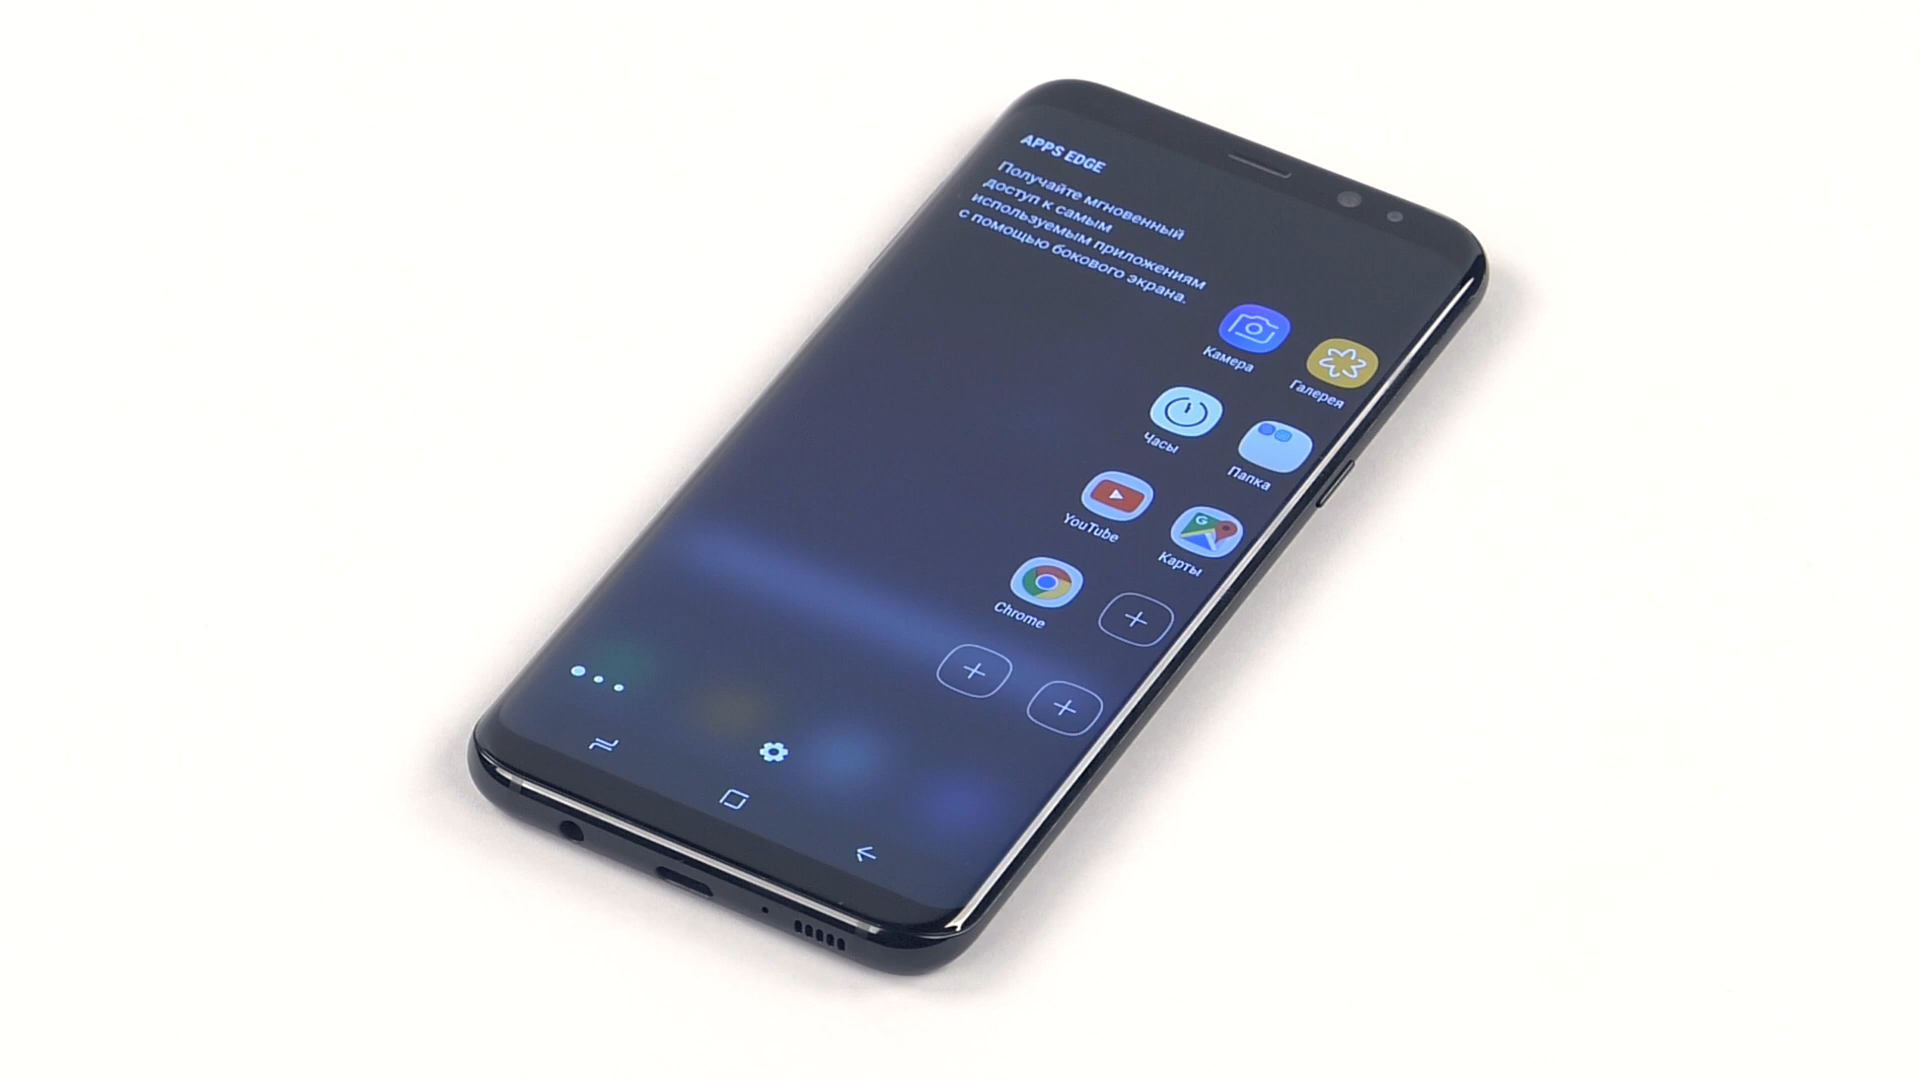 APPS EDGE
Получайте мгновенный
доступ к самым
используемым приложениям
с помощью бокового экрана.
Камера
Галерея
Часы
Папка
YouTube
G
Карты
Chrome